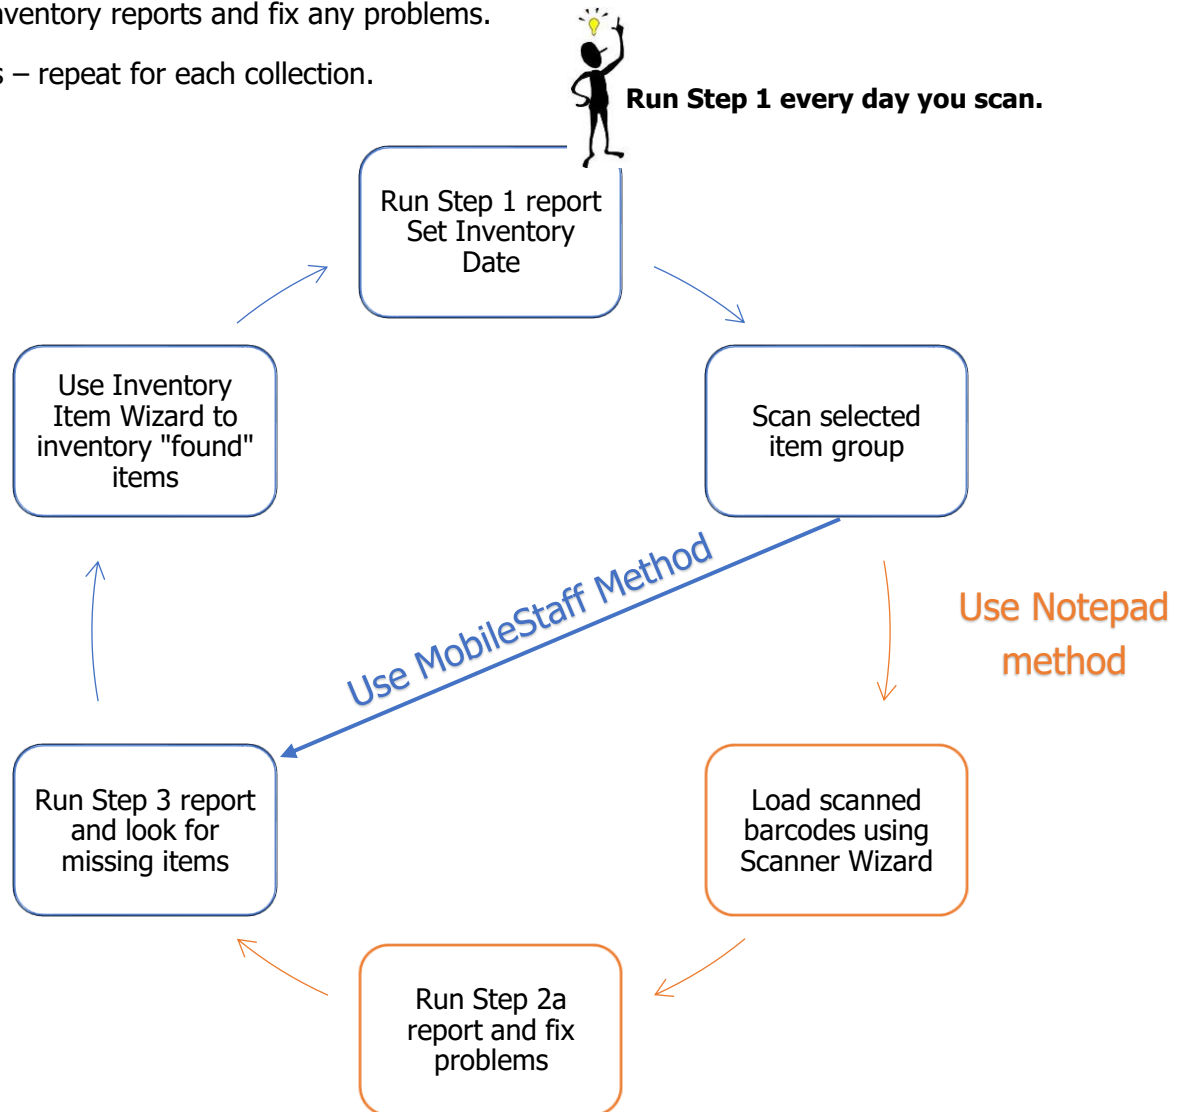 nventory reports and fix any problems.
s – repeat for each collection.
Run Step 1 every day you scan.
Run Step 1 report
Set Inventory
Date
Use Inventory
Item Wizard to
inventory "found"
items
Scan selected
item group
Use MobileStaff Method
Use Notepad
method
Run Step 3 report
and look for
missing items
Load scanned
barcodes using
Scanner Wizard
Run Step 2a
report and fix
problems